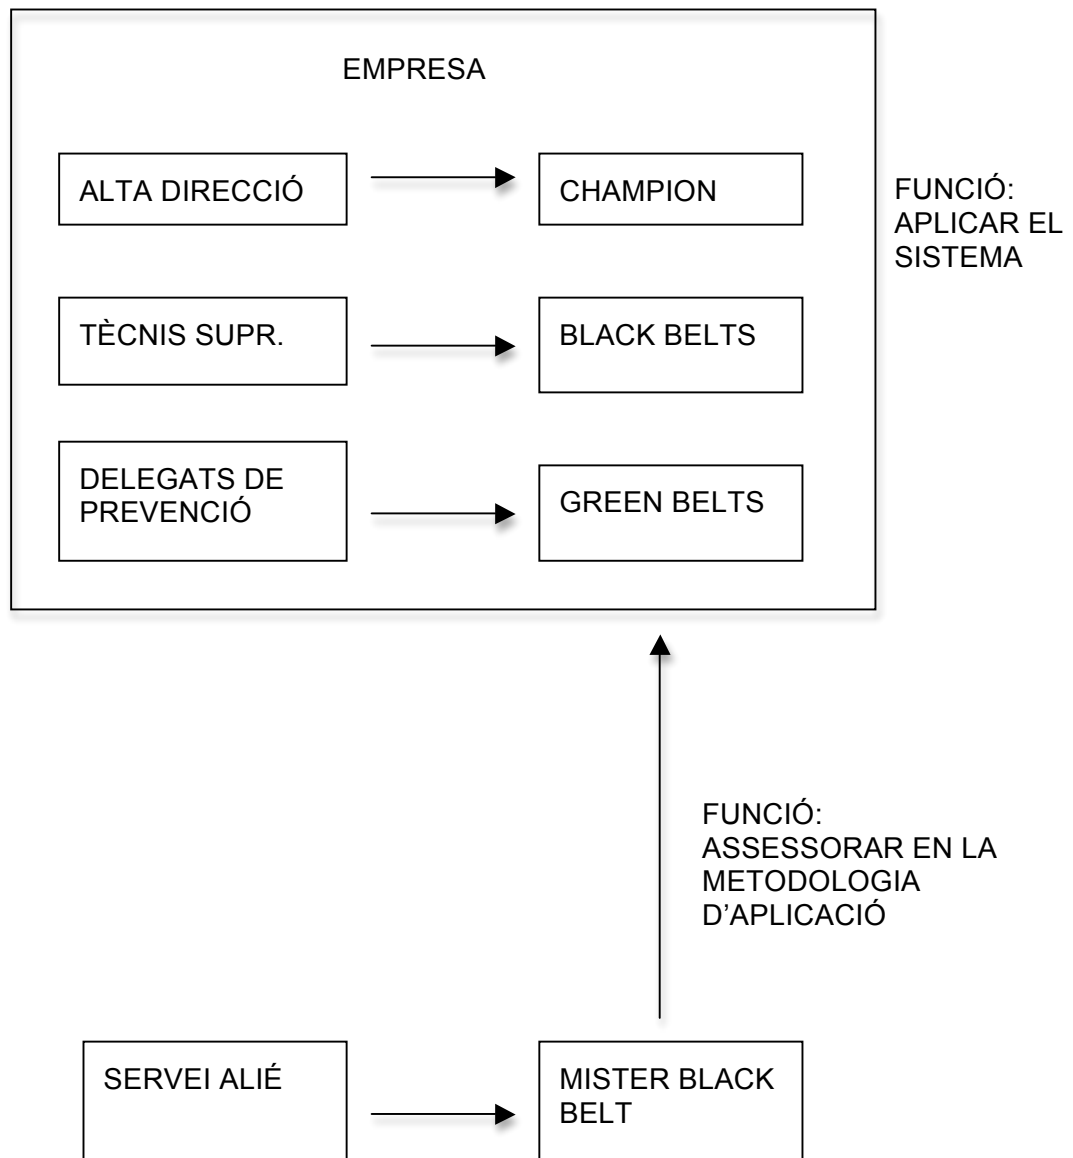 EMPRESA
ALTA DIRECCIÓ
CHAMPION
FUNCIÓ:
APLICAR EL
SISTEMA
TÈCNIS SUPR.
BLACK BELTS
DELEGATS DE
PREVENCIÓ
GREEN BELTS
FUNCIÓ:
ASSESSORAR EN LA
METODOLOGIA
D’APLICACIÓ
SERVEI ALIÉ
MISTER BLACK
BELT